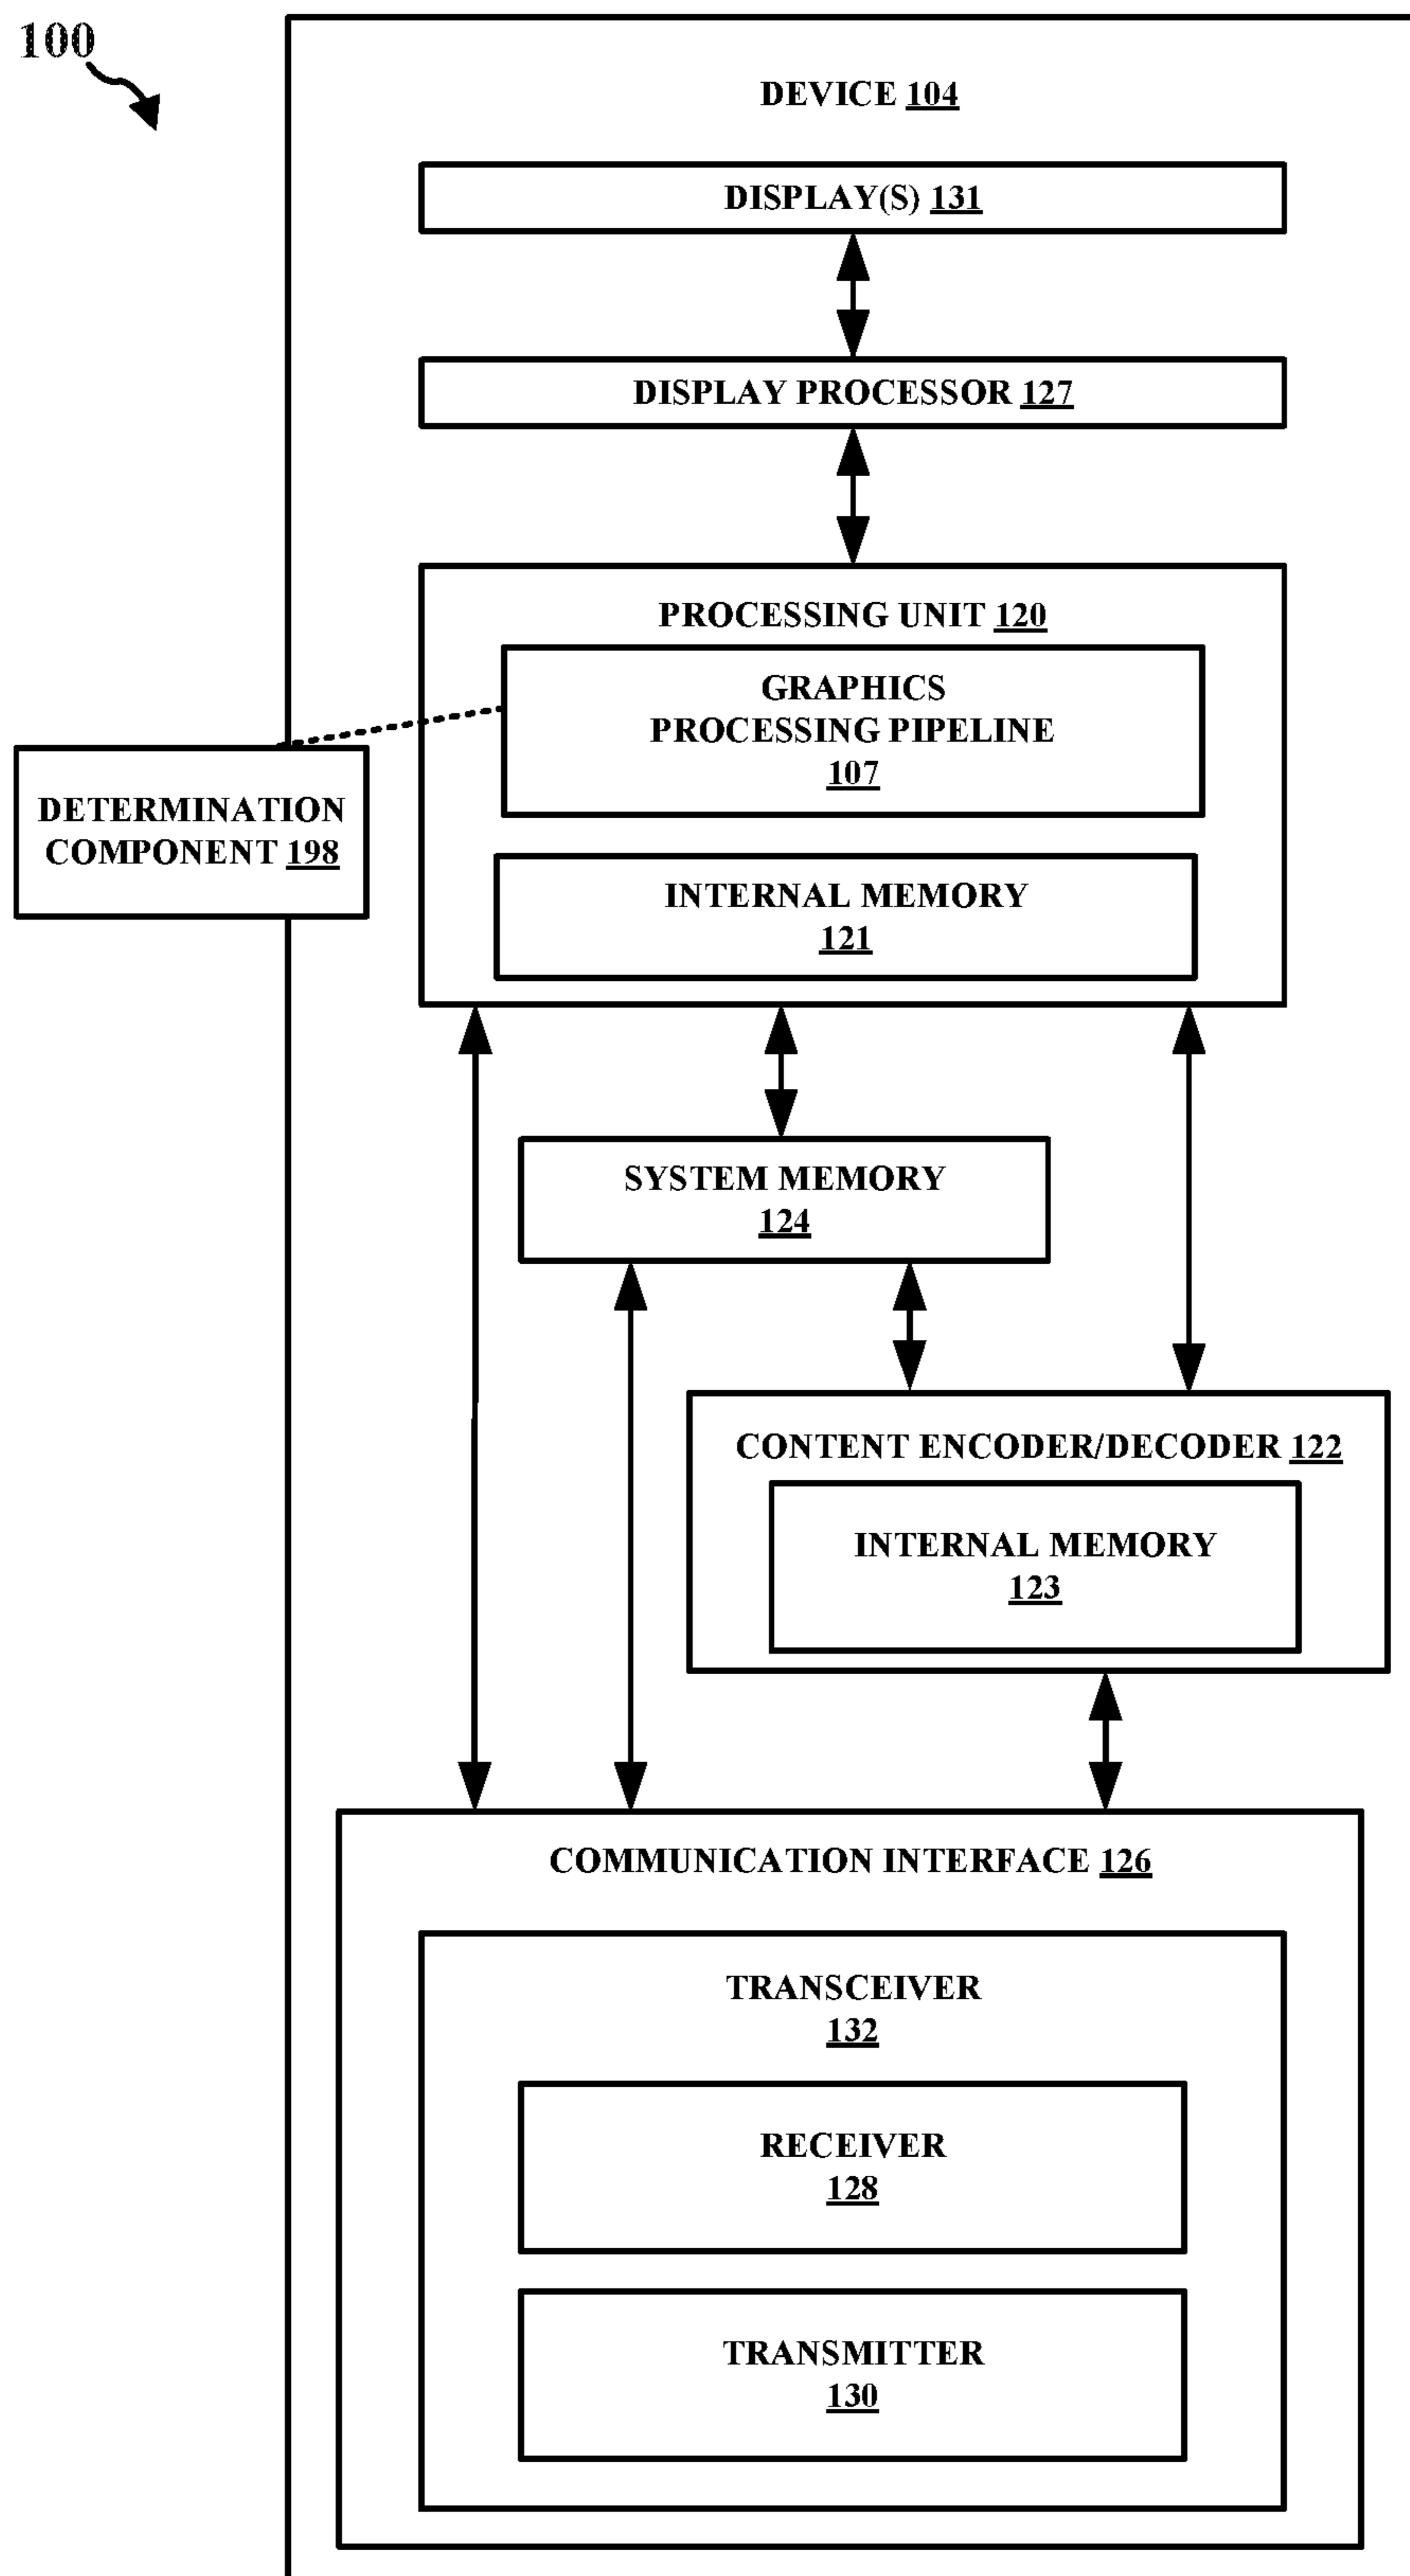 100
DEVICE 104
DISPLAY(S) 131
DISPLAY PROCESSOR 127
PROCESSING UNIT 120
GRAPHICS
PROCESSING PIPELINE
107
DETERMINATION
COMPONENT 198
INTERNAL MEMORY
121
SYSTEM MEMORY
124
CONTENT ENCODER/DECODER 122
INTERNAL MEMORY
123
COMMUNICATION INTERFACE 126
TRANSCEIVER
132
RECEIVER
128
TRANSMITTER
130